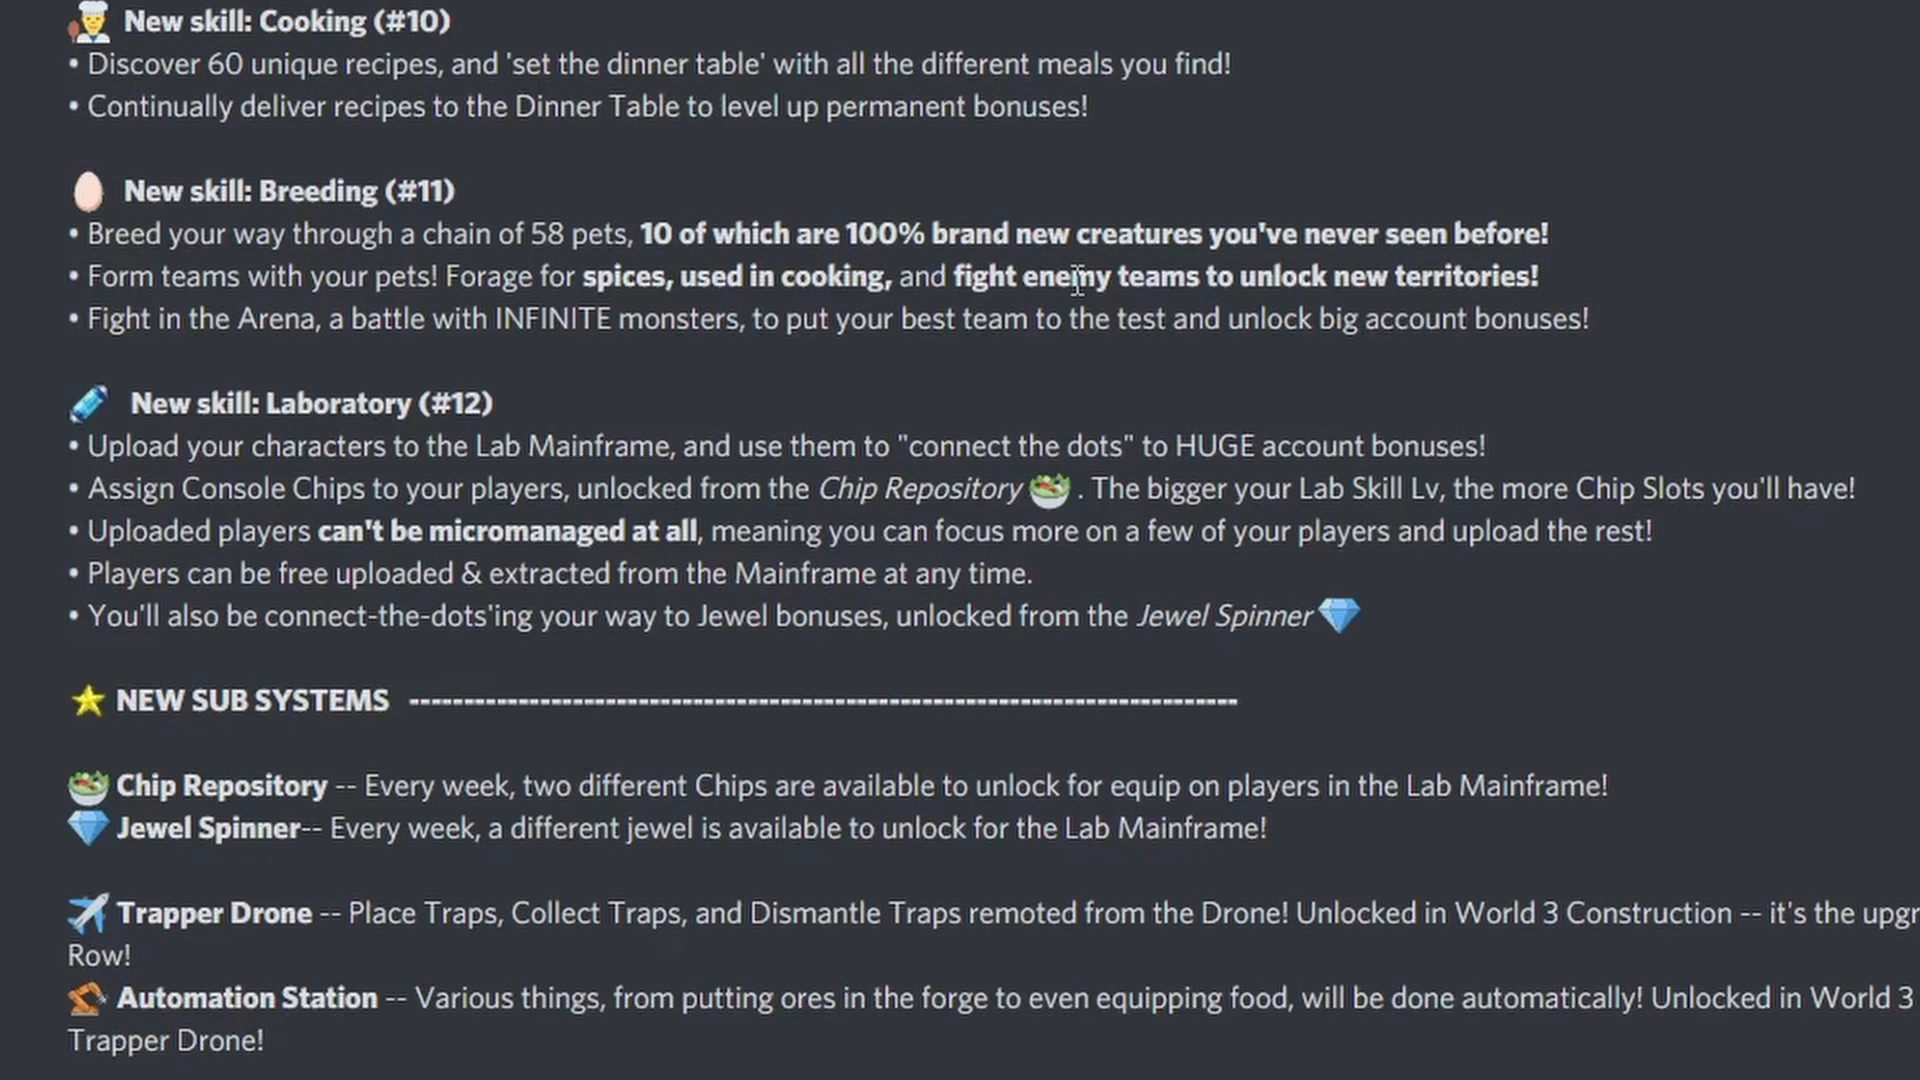 New skill: Cooking (#10)
• Discover 60 unique recipes, and 'set the dinner table' with all the different meals you find!
• Continually deliver recipes to the Dinner Table to level up permanent bonuses!
New skill: Breeding (#11)
• Breed your way through a chain of 58 pets, 10 of which are 100% brand new creatures you've never seen before!
• Form teams with your pets! Forage for spices, used in cooking, and fight enemy teams to unlock new territories!
• Fight in the Arena, a battle with INFINITE monsters, to put your best team to the test and unlock big account bonuses!
New skill: Laboratory (#12)
• Upload your characters to the Lab Mainframe, and use them to "connect the dots" to HUGE account bonuses!
• Assign Console Chips to your players, unlocked from the Chip Repository . The bigger your Lab Skill Lv, the more Chip Slots you'll have!
• Uploaded players can't be micromanaged at all, meaning you can focus more on a few of your players and upload the rest!
• Players can be free uploaded & extracted from the Mainframe at any time.
• You'll also be connect-the-dots'ing your way to Jewel bonuses, unlocked from the Jewel Spinner
NEW SUB SYSTEMS ----------------------------------------------------------------------------
Chip Repository -- Every week, two different Chips are available to unlock for equip on players in the Lab Mainframe!
Jewel Spinner-- Every week, a different jewel is available to unlock for the Lab Mainframe!
Trapper Drone -- Place Traps, Collect Traps, and Dismantle Traps remoted from the Drone! Unlocked in World 3 Construction -- it's the upgr
Row!
Automation Station -- Various things, from putting ores in the forge to even equipping food, will be done automatically! Unlocked in World 3
Trapper Drone!